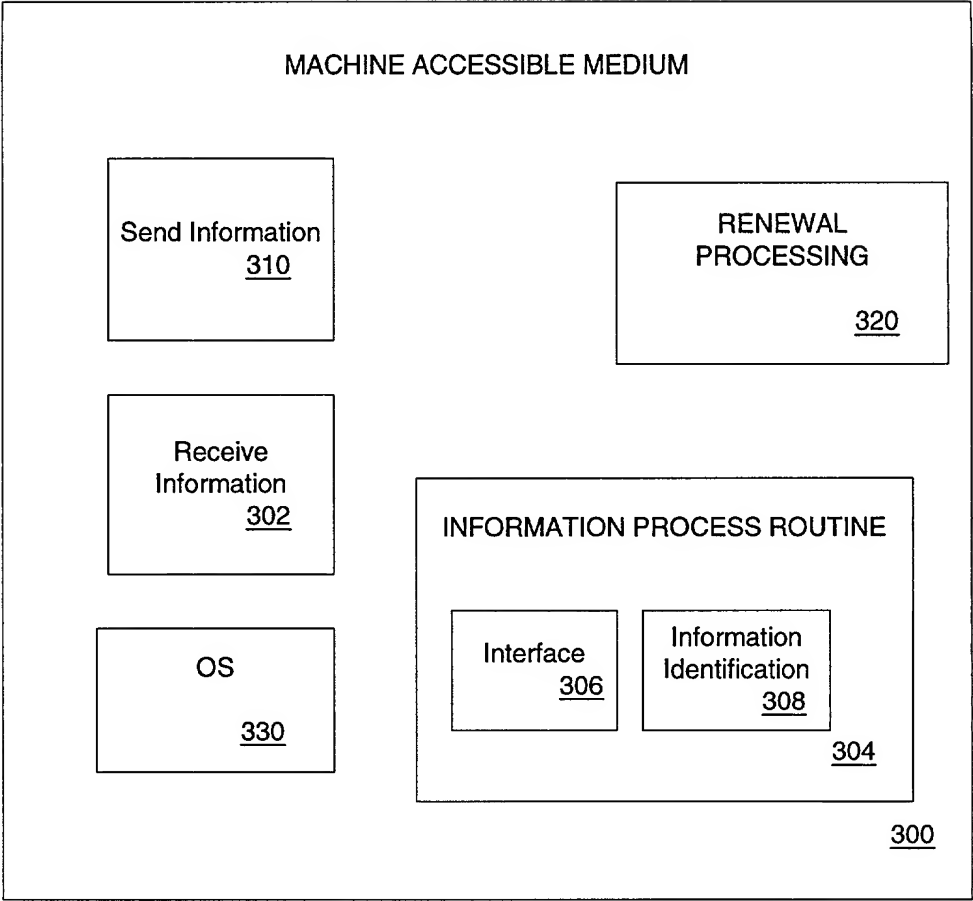 MACHINE ACCESSIBLE MEDIUM
Send Information
310
RENEWAL
PROCESSING
320
Receive
Information
302
INFORMATION PROCESS ROUTINE
Interface
306
Information
Identification
308
304
OS
330
300